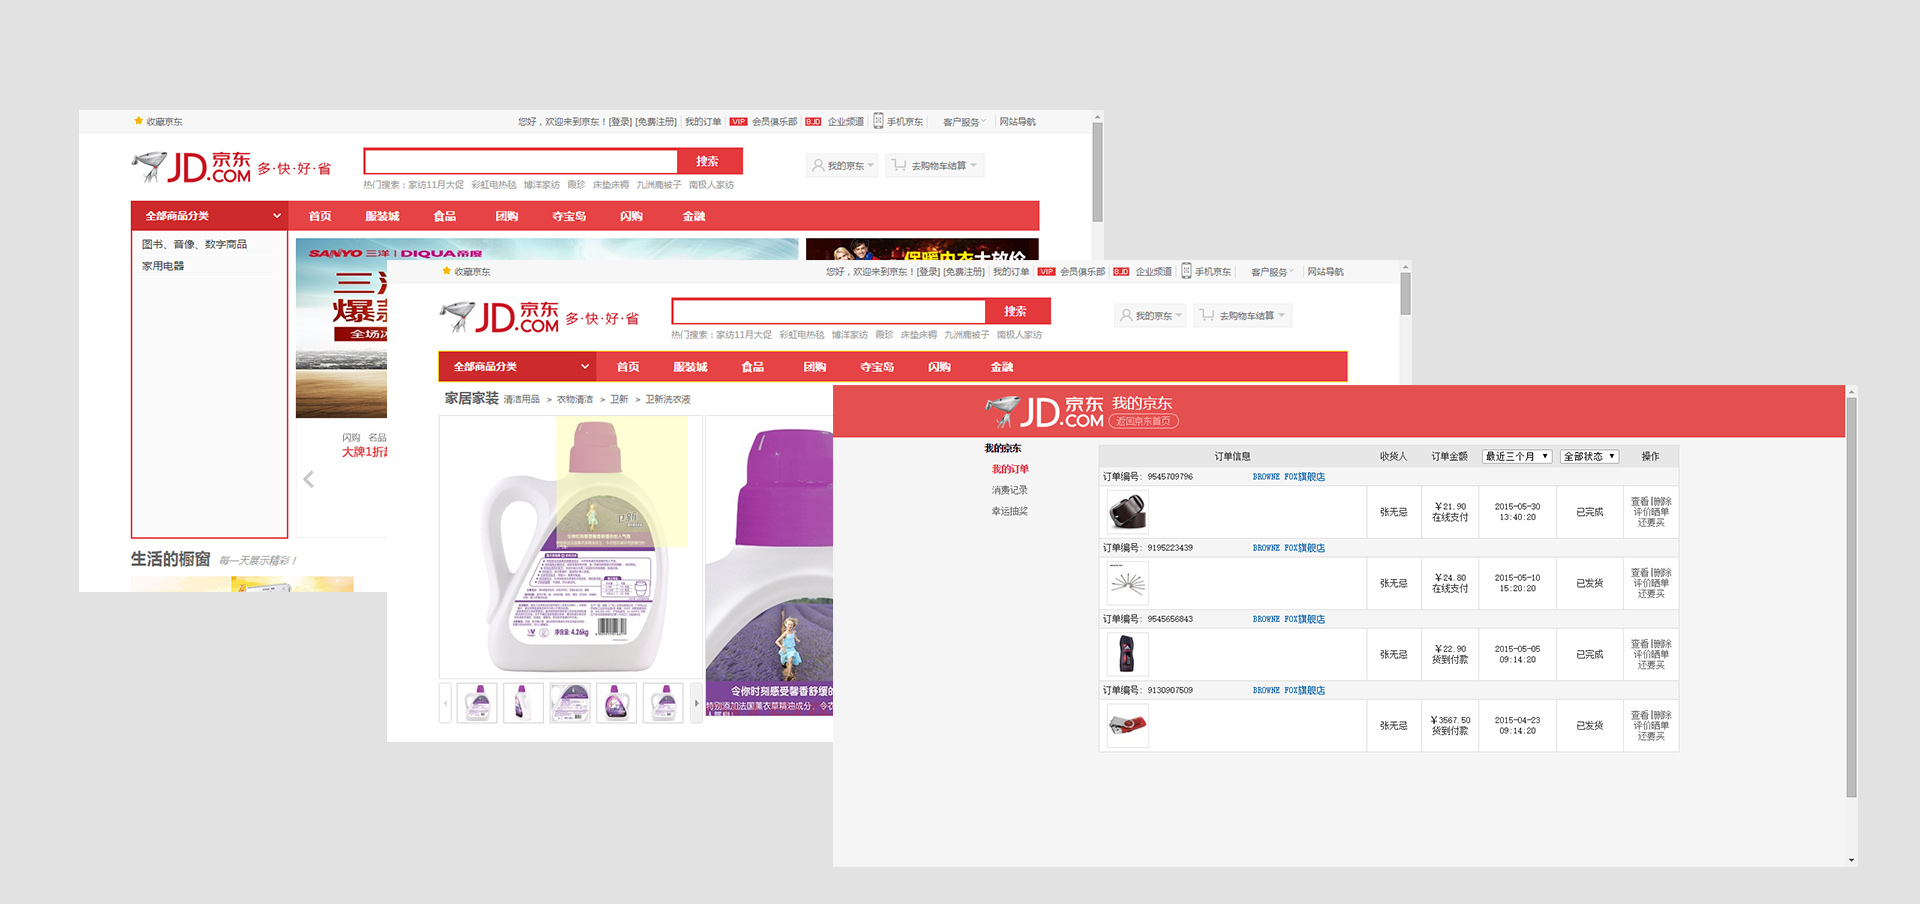 收藏京东
您好，欢迎来到京东！[登录] [免费注册] 我的订单 VIP 会员俱乐部 BJD 企业频道 手机京东 客户服务 网站导航
JD.COM 京东 多·快·好·省
搜索
我的京东 去购物车结算
热门搜索：家纺11月大促 彩虹电热毯 博洋家纺 霞珍 床垫床褥 九洲鹿被子 南极人家纺
全部商品分类 首页 服装城 食品 团购 夺宝岛 闪购 金融
图书、音像、数字商品
家用电器
SANYO 三洋 | DIQUA 帝度
保暖内衣大放价
闪购 名品
生活的橱窗 每一天展示精彩！
收藏京东
您好，欢迎来到京东！[登录] [免费注册] 我的订单 VIP 会员俱乐部 BJD 企业频道 手机京东 客户服务 网站导航
JD.COM 京东 多·快·好·省
搜索
我的京东 去购物车结算
热门搜索：家纺11月大促 彩虹电热毯 博洋家纺 霞珍 床垫床褥 九洲鹿被子 南极人家纺
全部商品分类 首页 服装城 食品 团购 夺宝岛 闪购 金融
家居家装 清洁用品 > 衣物清洁 > 卫新 > 卫新洗衣液
卫新
净含量: 4.26kg
令你时刻感受馨香舒缓的
特别添加法国薰衣草精油成分，令衣
JD.COM 京东 我的京东
返回京东首页
我的京东
我的订单
消费记录
幸运抽奖
订单信息 收货人 订单金额 最近三个月 全部状态 操作
订单编号: 9545709796 BROWNE FOX旗舰店
张无忌 ￥21.90 在线支付 2015-05-30 13:40:20 已完成 查看|删除 评价晒单 还要买
订单编号: 9195223439 BROWNE FOX旗舰店
张无忌 ￥24.80 在线支付 2015-05-10 15:20:20 已发货 查看|删除 评价晒单 还要买
订单编号: 9545656843 BROWNE FOX旗舰店
张无忌 ￥22.90 货到付款 2015-05-05 09:14:20 已完成 查看|删除 评价晒单 还要买
订单编号: 9130907509 BROWNE FOX旗舰店
张无忌 ￥3567.50 货到付款 2015-04-23 09:14:20 已发货 查看|删除 评价晒单 还要买